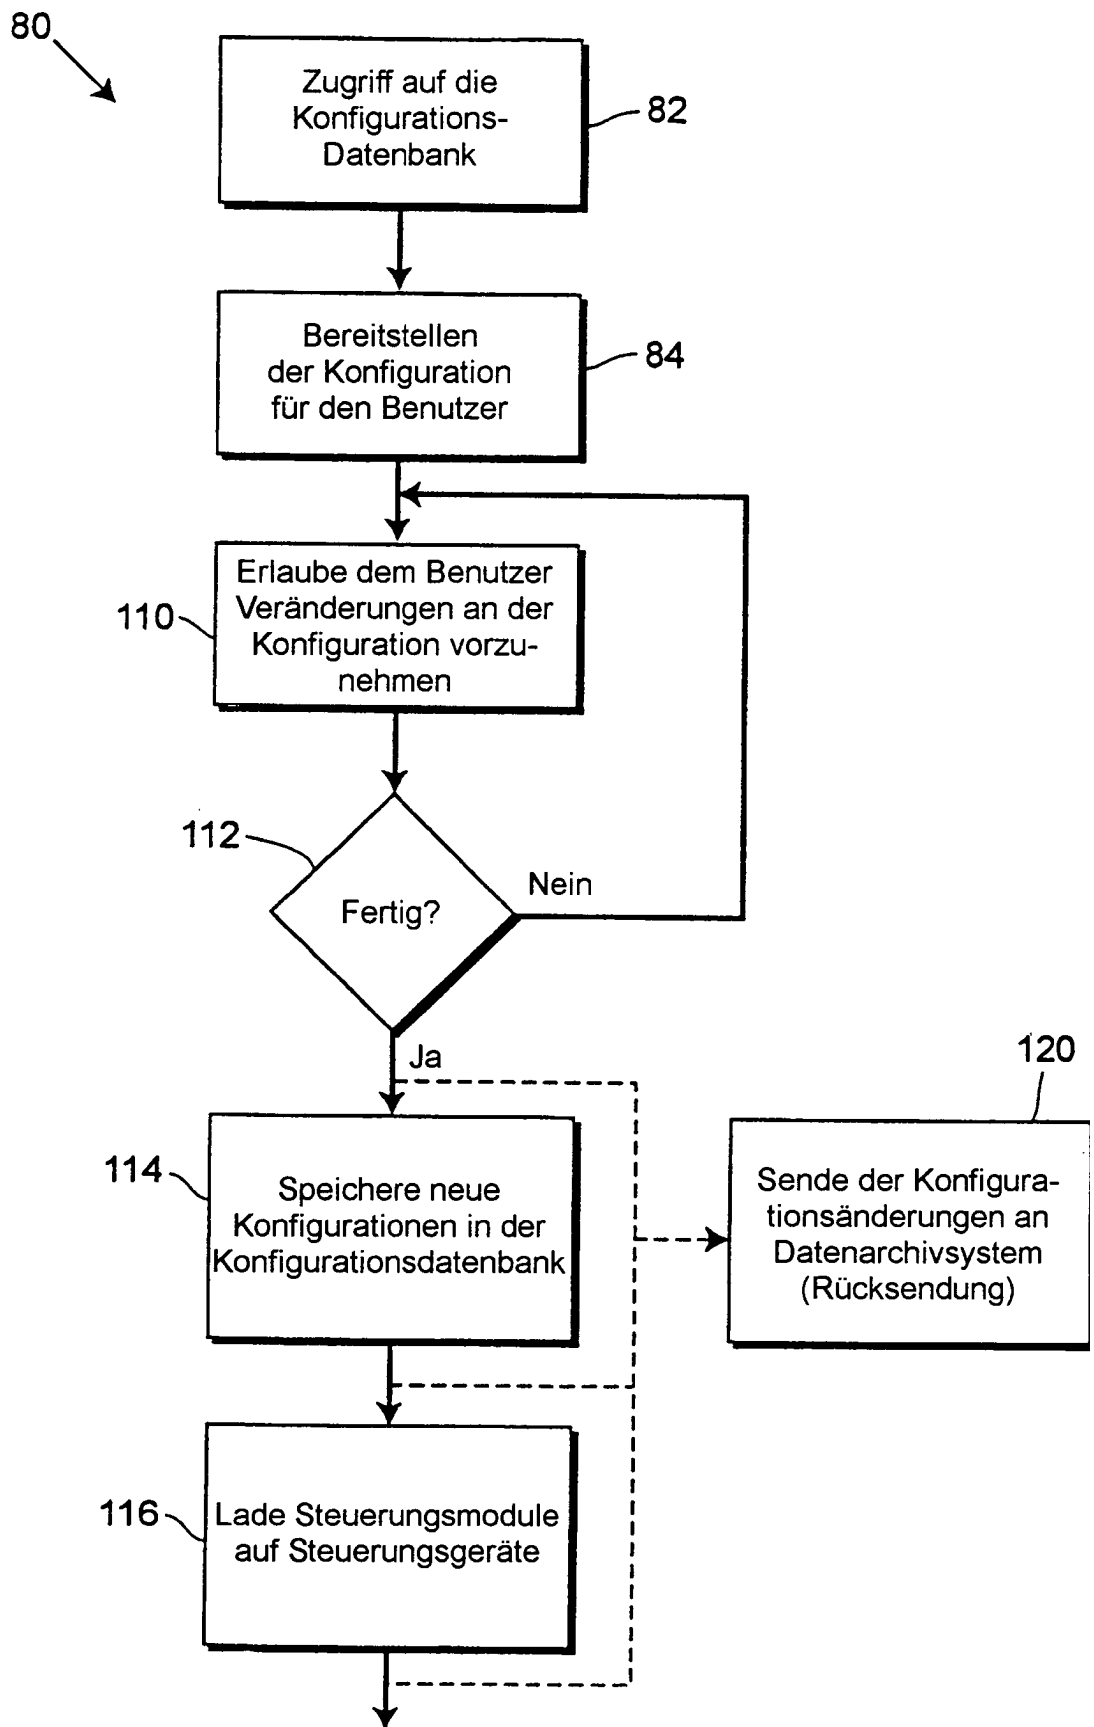 80
Zugriff auf die
Konfigurations-
Datenbank
82
Bereitstellen
der Konfiguration
für den Benutzer
84
Erlaube dem Benutzer
Veränderungen an der
Konfiguration vorzu-
nehmen
110
112
Fertig?
Nein
Ja
120
114
Speichere neue
Konfigurationen in der
Konfigurationsdatenbank
Sende der Konfigura-
tionsänderungen an
Datenarchivsystem
(Rücksendung)
116
Lade Steuerungsmodule
auf Steuerungsgeräte